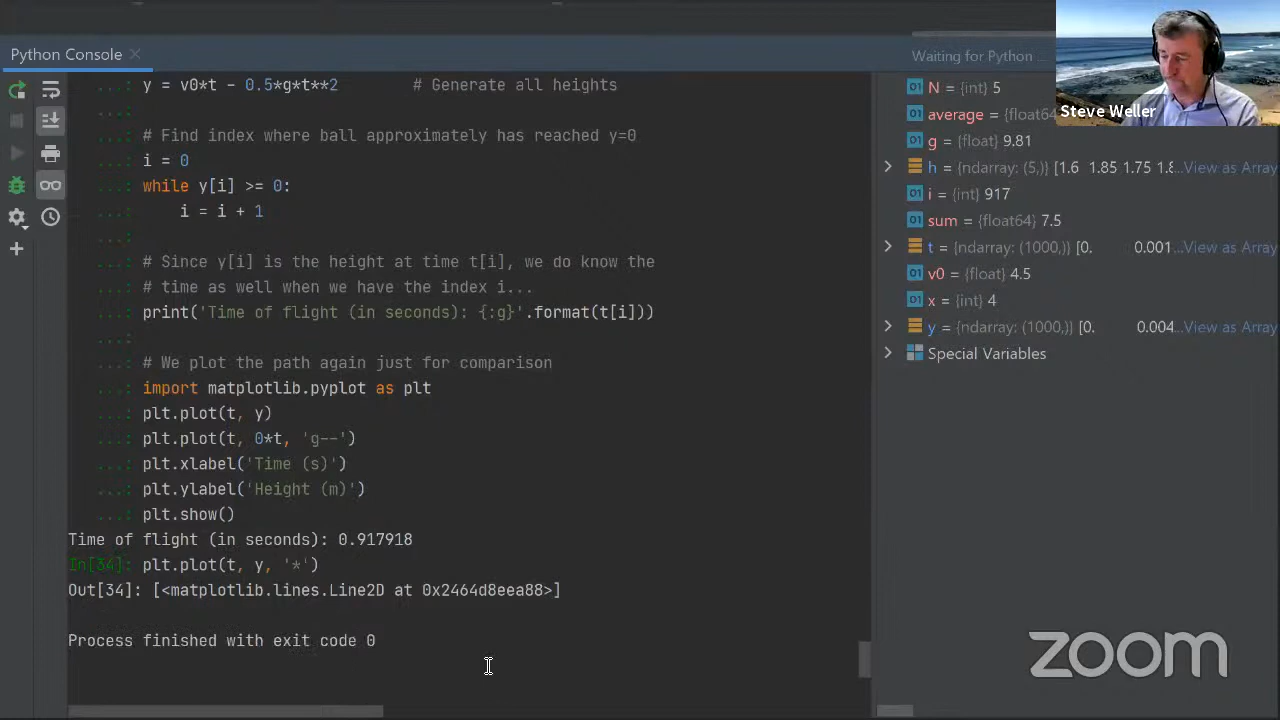 Python Console
y = v0*t - 0.5*g*t**2 # Generate all heights
...:
...: # Find index where ball approximately has reached y=0
...: i = 0
...: while y[i] >= 0:
...: i = i + 1
...:
...: # Since y[i] is the height at time t[i], we do know the
...: # time as well when we have the index i...
...: print('Time of flight (in seconds): {:g}'.format(t[i]))
...:
...: # We plot the path again just for comparison
...: import matplotlib.pyplot as plt
...: plt.plot(t, y)
...: plt.plot(t, 0*t, 'g--')
...: plt.xlabel('Time (s)')
...: plt.ylabel('Height (m)')
...: plt.show()
Time of flight (in seconds): 0.917918
In[34]: plt.plot(t, y, '*')
Out[34]: [<matplotlib.lines.Line2D at 0x2464d8eea88>]
Process finished with exit code 0
Waiting for Python ...
N = {int} 5
average = {float64
g = {float} 9.81
h = {ndarray: (5,)} [1.6 1.85 1.75 1.8 ...View as Array
i = {int} 917
sum = {float64} 7.5
t = {ndarray: (1000,)} [0. 0.001 ...View as Array
v0 = {float} 4.5
x = {int} 4
y = {ndarray: (1000,)} [0. 0.004 ...View as Array
Special Variables
Steve Weller
zoom